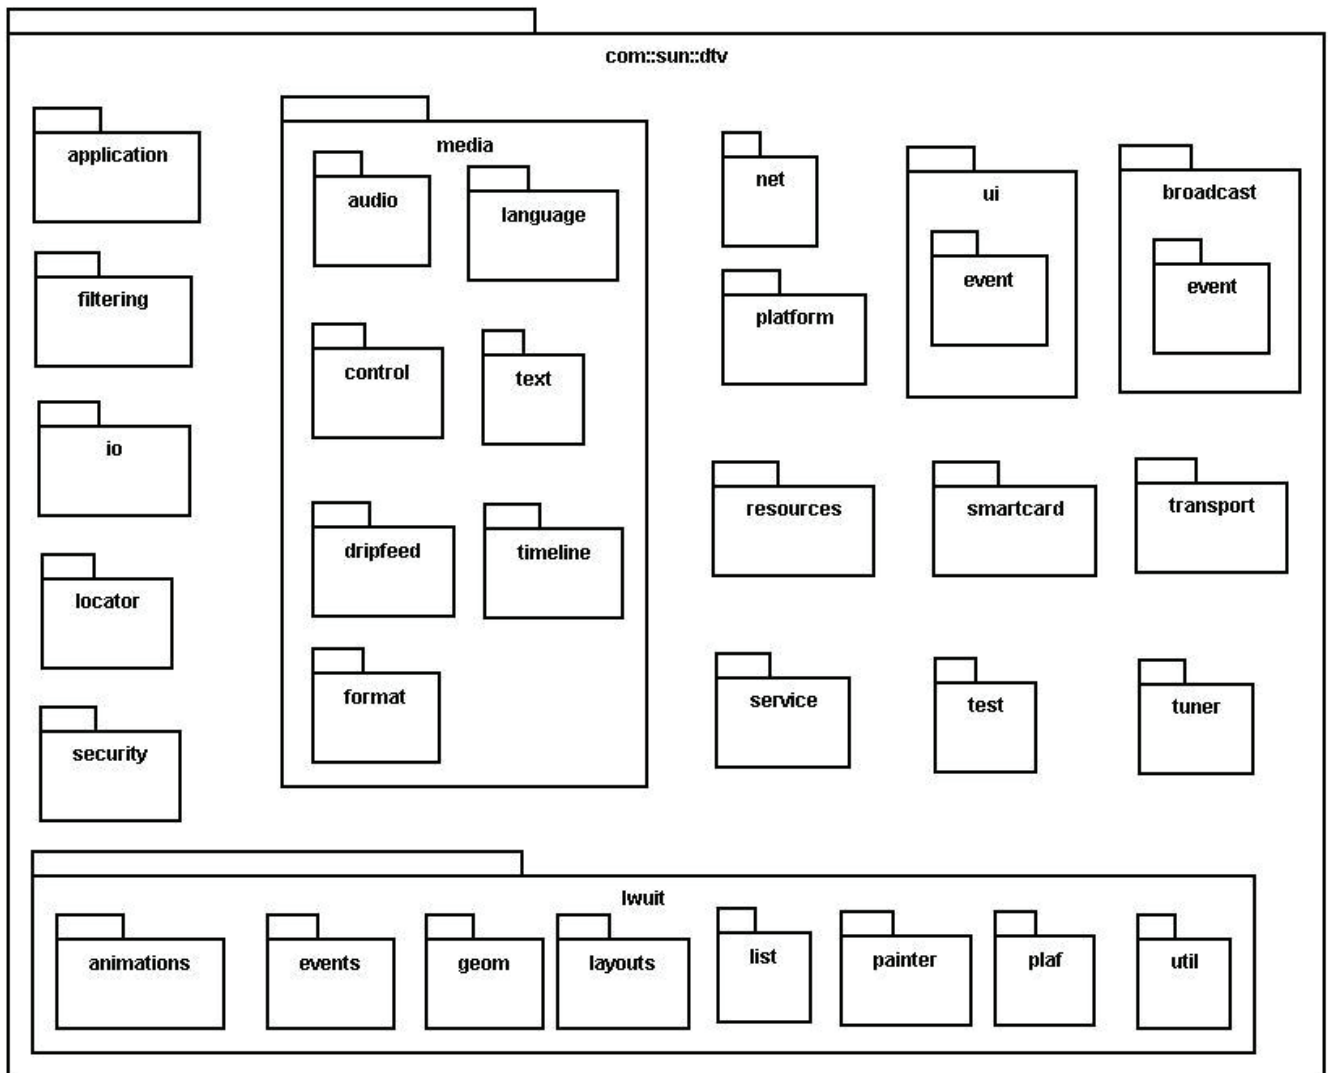 com::sun::dtv
application
filtering
io
locator
security
media
audio
language
control
text
dripfeed
timeline
format
net
platform
ui
event
broadcast
event
resources
smartcard
transport
service
test
tuner
lwuit
animations
events
geom
layouts
list
painter
plaf
util